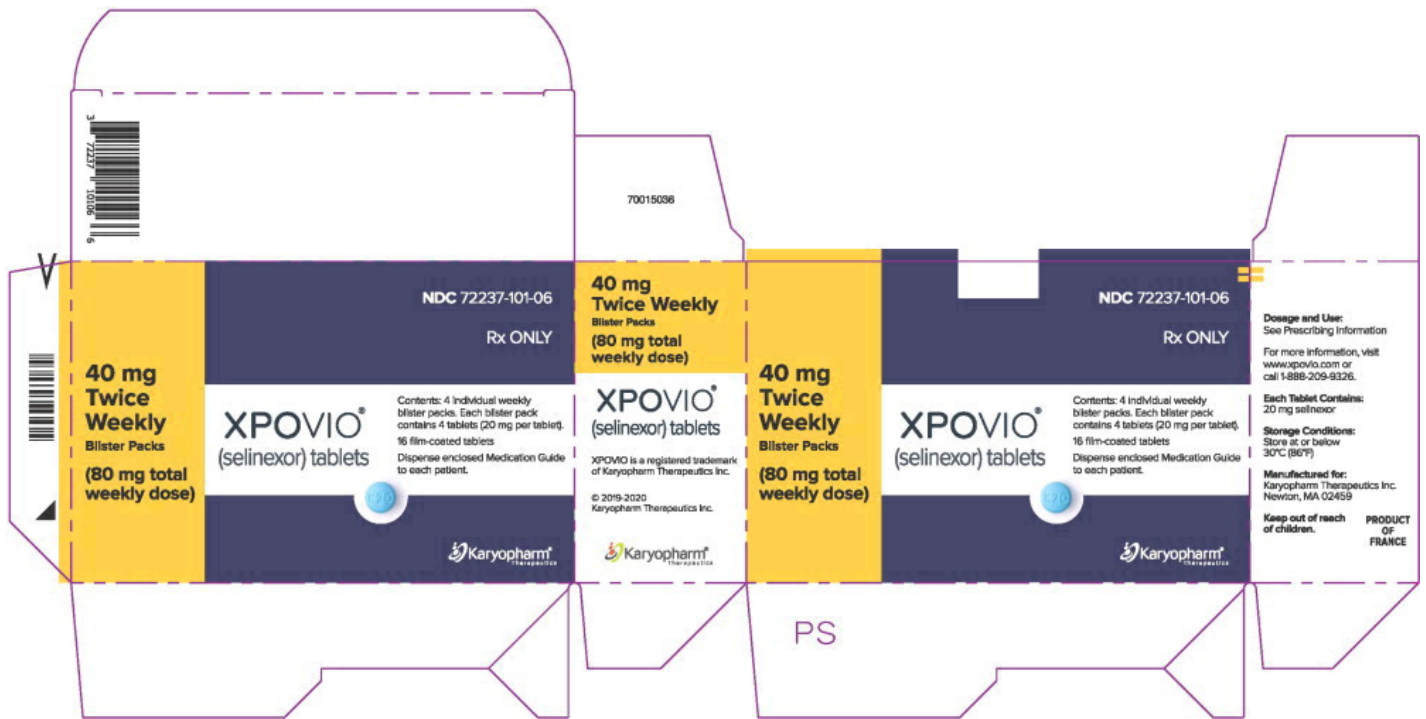 3 72237 10106 6
70015036
40 mg
Twice
Weekly
Blister Packs
(80 mg total
weekly dose)
NDC 72237-101-06
Rx ONLY
XPOVIO®
(selinexor) tablets
Contents: 4 individual weekly
blister packs. Each blister pack
contains 4 tablets (20 mg per tablet).
16 film-coated tablets
Dispense enclosed Medication Guide
to each patient.
K20
Karyopharm®
Therapeutics
40 mg
Twice Weekly
Blister Packs
(80 mg total
weekly dose)
XPOVIO®
(selinexor) tablets
XPOVIO is a registered trademark
of Karyopharm Therapeutics Inc.
© 2019-2020
Karyopharm Therapeutics Inc.
Karyopharm®
Therapeutics
40 mg
Twice
Weekly
Blister Packs
(80 mg total
weekly dose)
NDC 72237-101-06
Rx ONLY
XPOVIO®
(selinexor) tablets
Contents: 4 individual weekly
blister packs. Each blister pack
contains 4 tablets (20 mg per tablet).
16 film-coated tablets
Dispense enclosed Medication Guide
to each patient.
K20
Karyopharm®
Therapeutics
Dosage and Use:
See Prescribing Information
For more information, visit
www.xpovio.com or
call 1-888-209-9326.
Each Tablet Contains:
20 mg selinexor
Storage Conditions:
Store at or below
30°C (86°F)
Manufactured for:
Karyopharm Therapeutics Inc.
Newton, MA 02459
Keep out of reach
of children.
PRODUCT
OF
FRANCE
PS